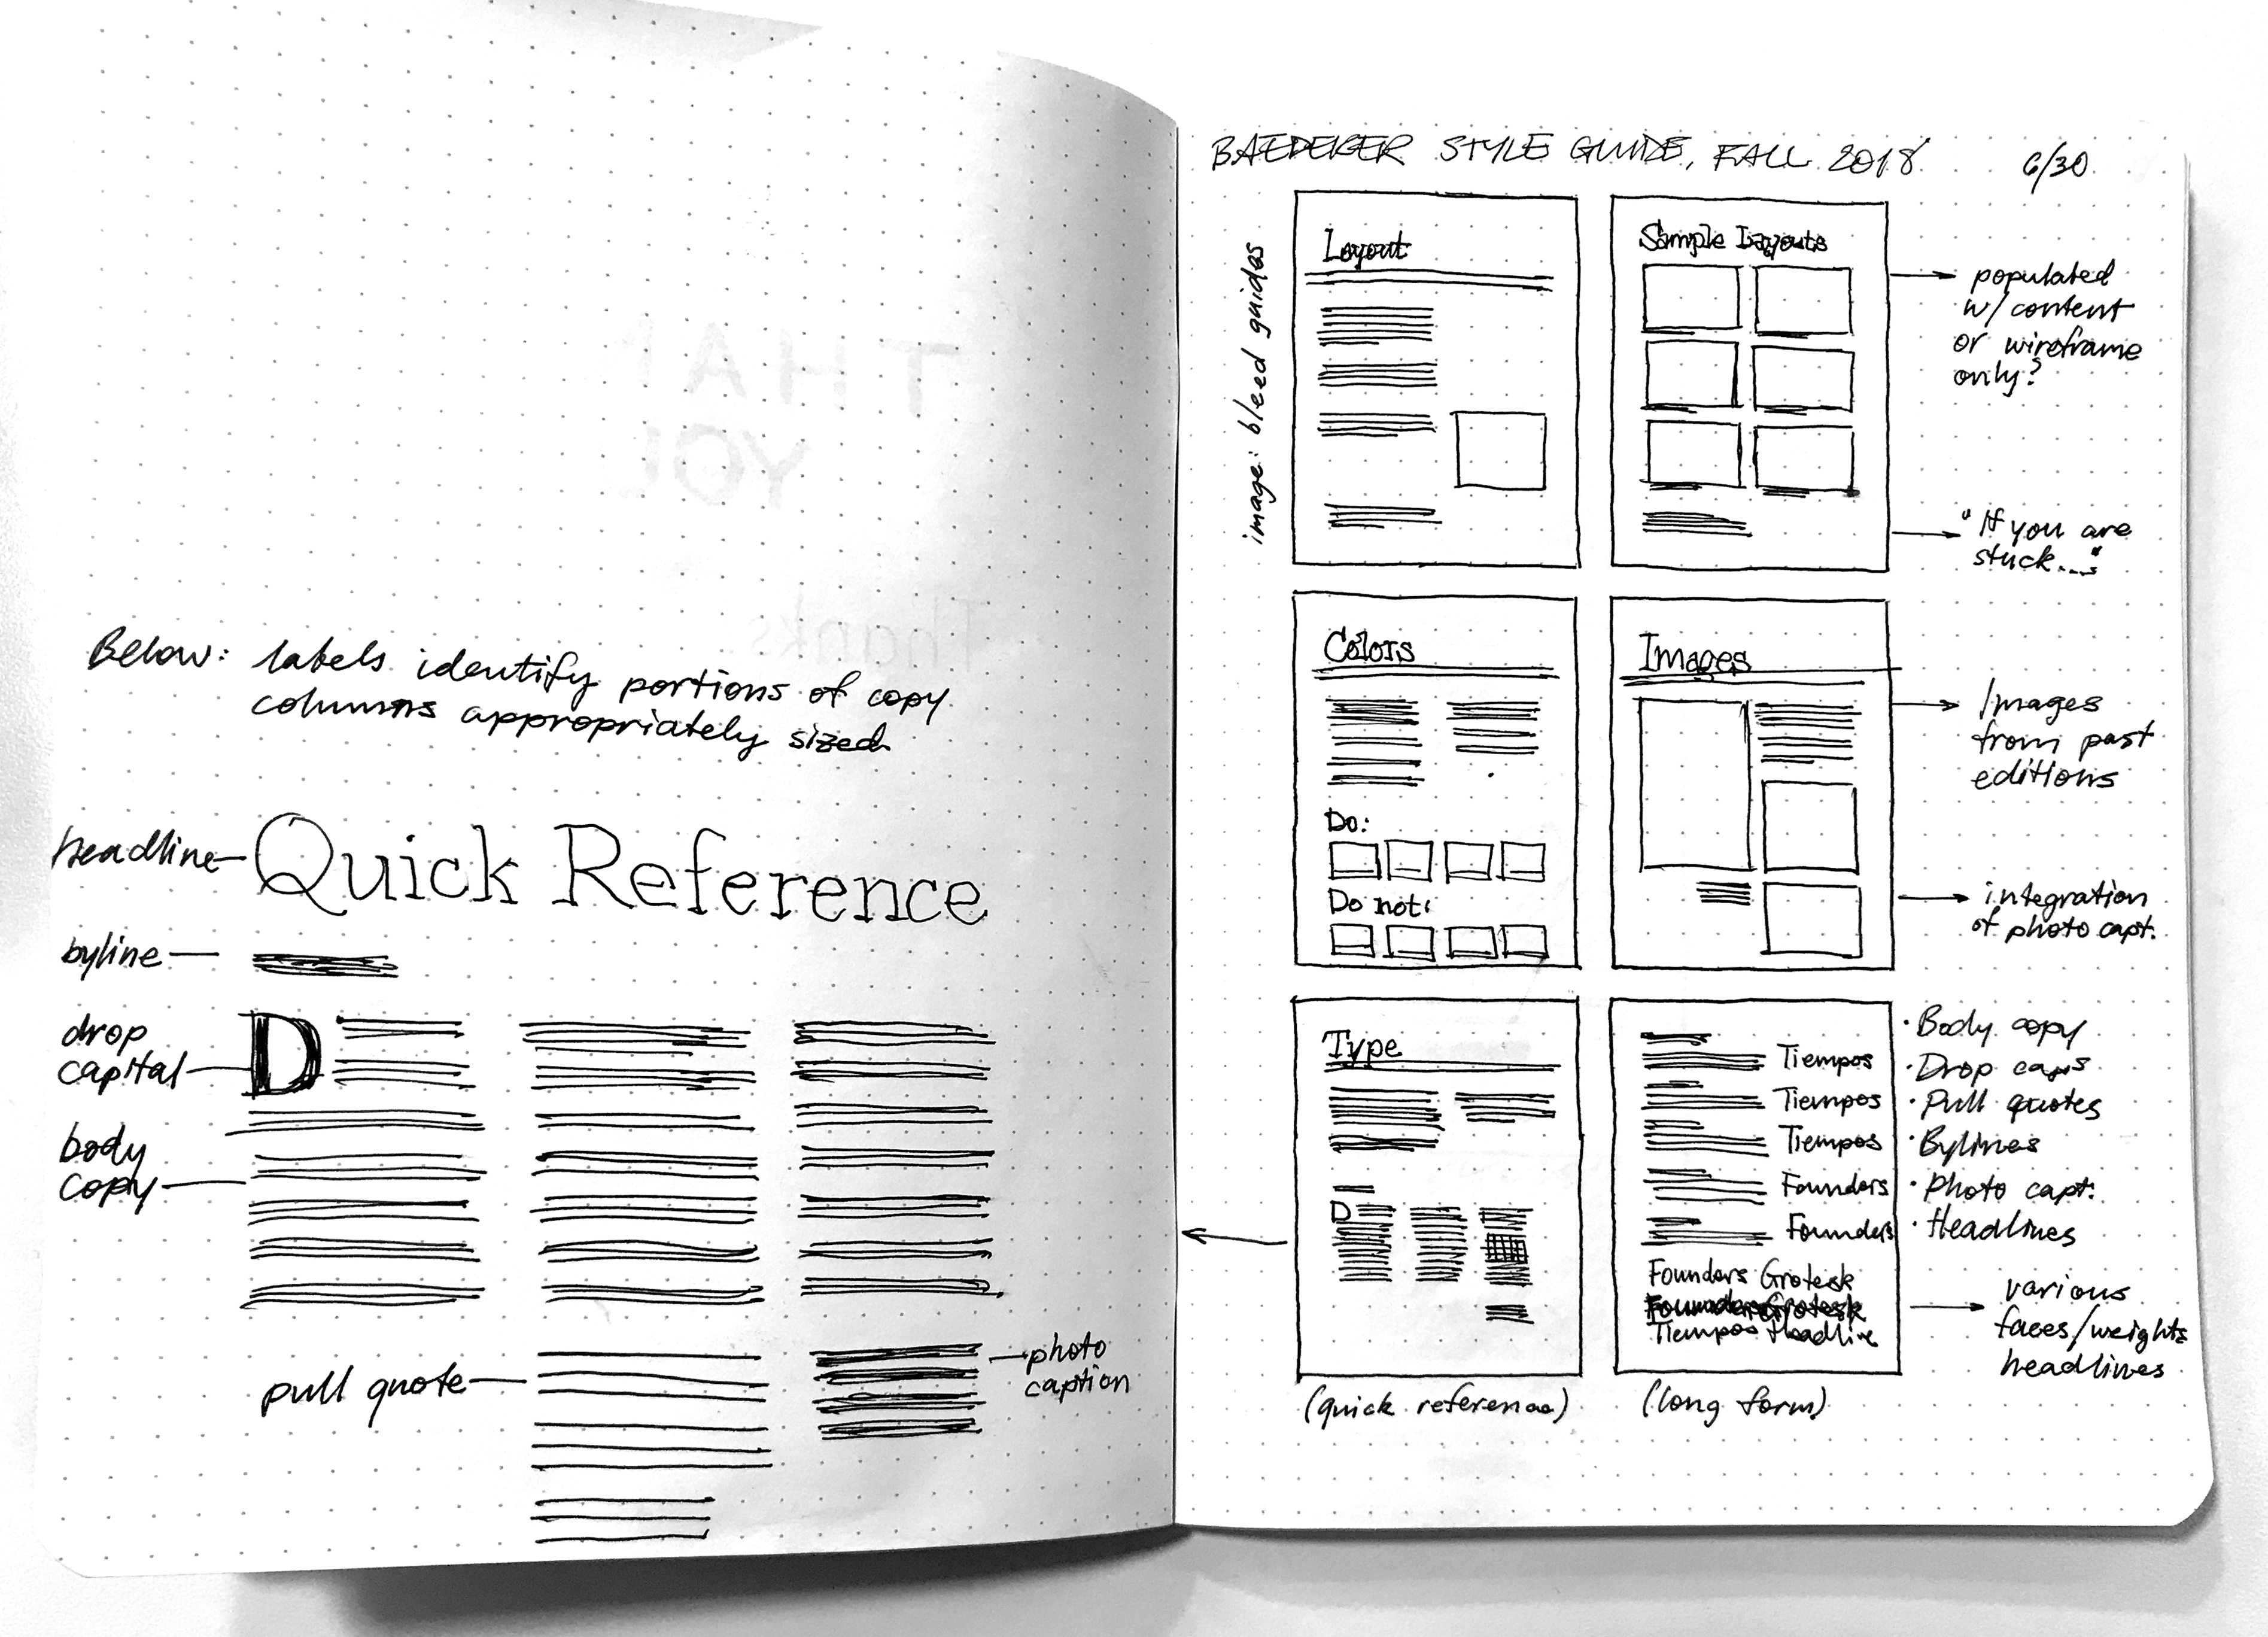 THAN
YOU
Thanks
Below: labels identify portions of copy
columns appropriately sized
headline
Quick Reference
byline
drop
capital
D
body
copy
pull quote
photo
caption
BAEDEKER STYLE GUIDE, FALL 2018
6/30
image: bleed guides
Layout
Sample Layouts
populated
w/ content
or wireframe
only?
"If you are
stuck..."
Colors
Do:
Do not:
Images
Images
from past
editions
integration
of photo capt.
Type
D
(quick reference)
Tiempos
Tiempos
Tiempos
Founders
Founders
Founders Grotesk
Founders Grotesk
Tiempos Headline
(long form)
· Body copy
· Drop caps
· Pull quotes
· Bylines
· Photo capt.
· Headlines
various
faces/weights
headlines